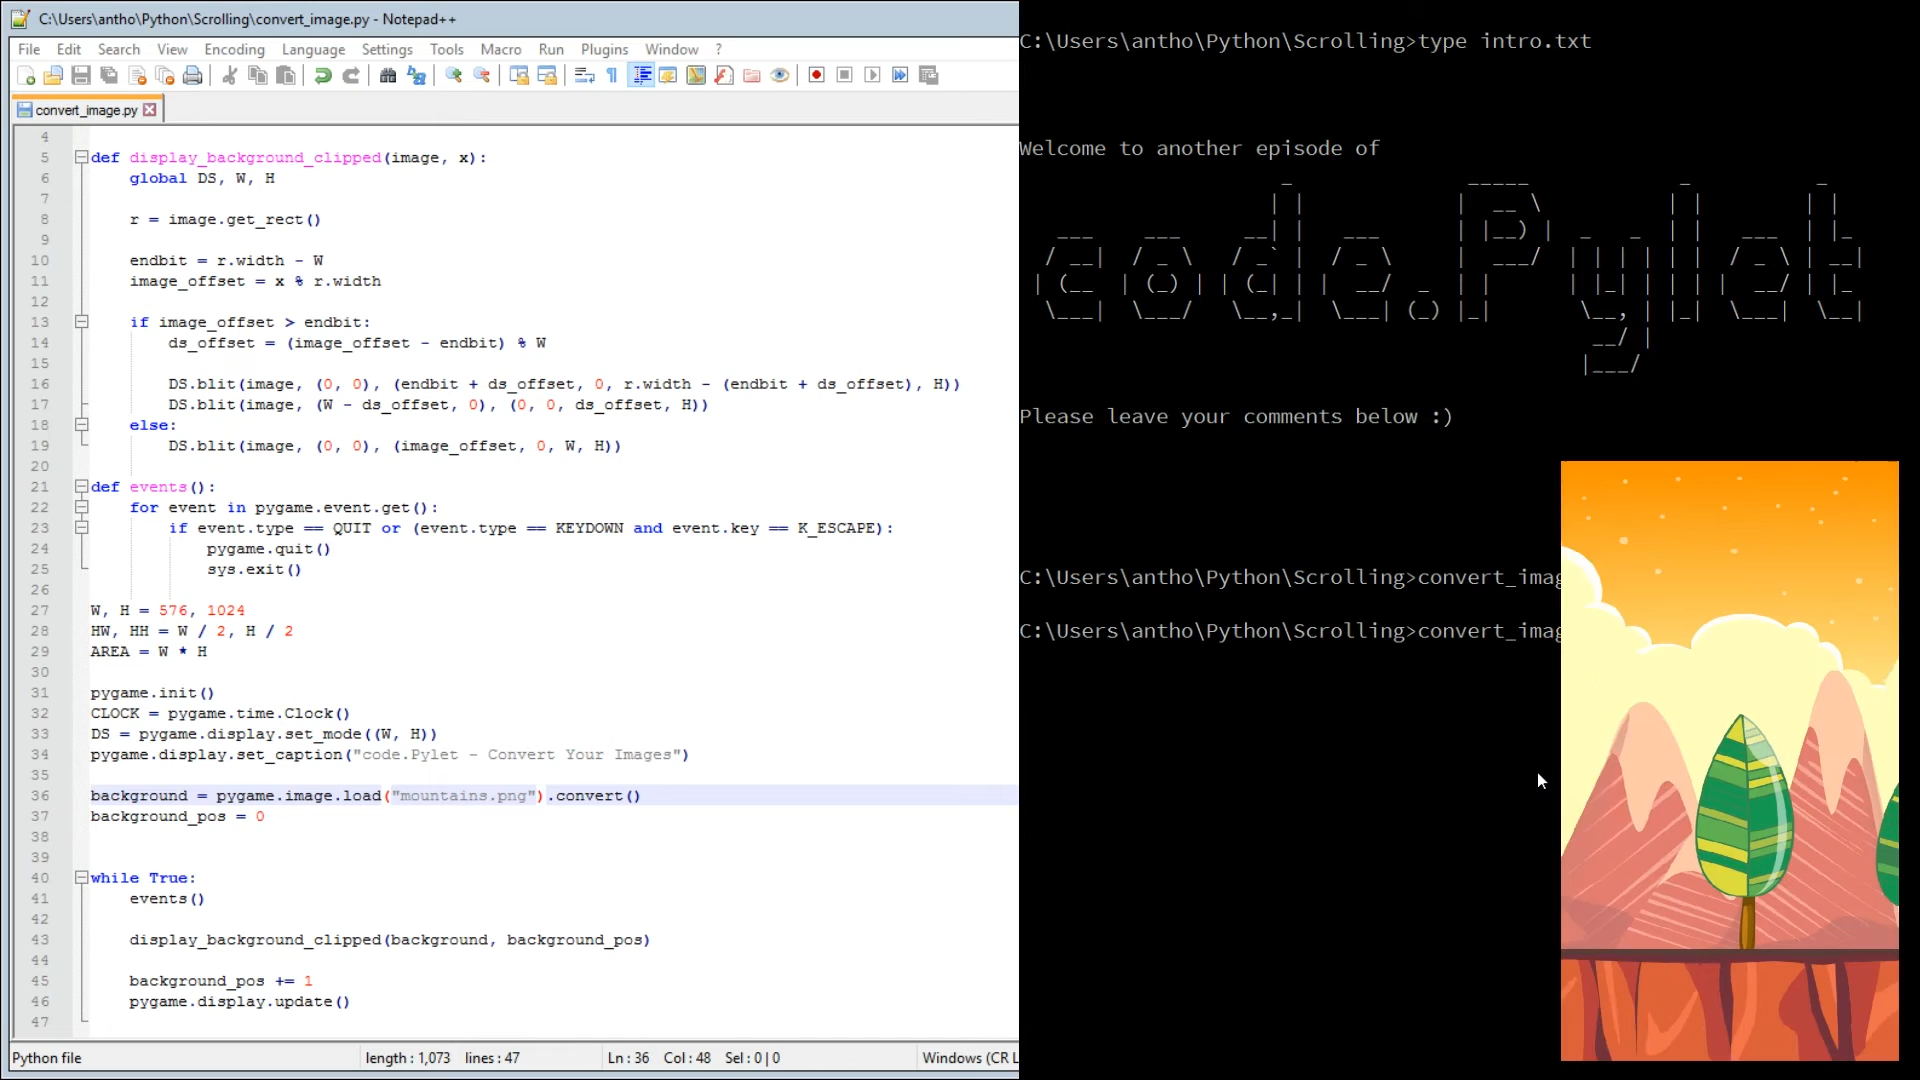 C:\Users\antho\Python\Scrolling\convert_image.py - Notepad++
File Edit Search View Encoding Language Settings Tools Macro Run Plugins Window ?
convert_image.py
4
5 def display_background_clipped(image, x):
6 global DS, W, H
7
8 r = image.get_rect()
9
10 endbit = r.width - W
11 image_offset = x % r.width
12
13 if image_offset > endbit:
14 ds_offset = (image_offset - endbit) % W
15
16 DS.blit(image, (0, 0), (endbit + ds_offset, 0, r.width - (endbit + ds_offset), H))
17 DS.blit(image, (W - ds_offset, 0), (0, 0, ds_offset, H))
18 else:
19 DS.blit(image, (0, 0), (image_offset, 0, W, H))
20
21 def events():
22 for event in pygame.event.get():
23 if event.type == QUIT or (event.type == KEYDOWN and event.key == K_ESCAPE):
24 pygame.quit()
25 sys.exit()
26
27 W, H = 576, 1024
28 HW, HH = W / 2, H / 2
29 AREA = W * H
30
31 pygame.init()
32 CLOCK = pygame.time.Clock()
33 DS = pygame.display.set_mode((W, H))
34 pygame.display.set_caption("code.Pylet - Convert Your Images")
35
36 background = pygame.image.load("mountains.png").convert()
37 background_pos = 0
38
39
40 while True:
41 events()
42
43 display_background_clipped(background, background_pos)
44
45 background_pos += 1
46 pygame.display.update()
47
Python file length : 1,073 lines : 47 Ln : 36 Col : 48 Sel : 0 | 0 Windows (CR L
C:\Users\antho\Python\Scrolling>type intro.txt
Welcome to another episode of
code.Pylet
Please leave your comments below :)
C:\Users\antho\Python\Scrolling>convert_imag
C:\Users\antho\Python\Scrolling>convert_imag